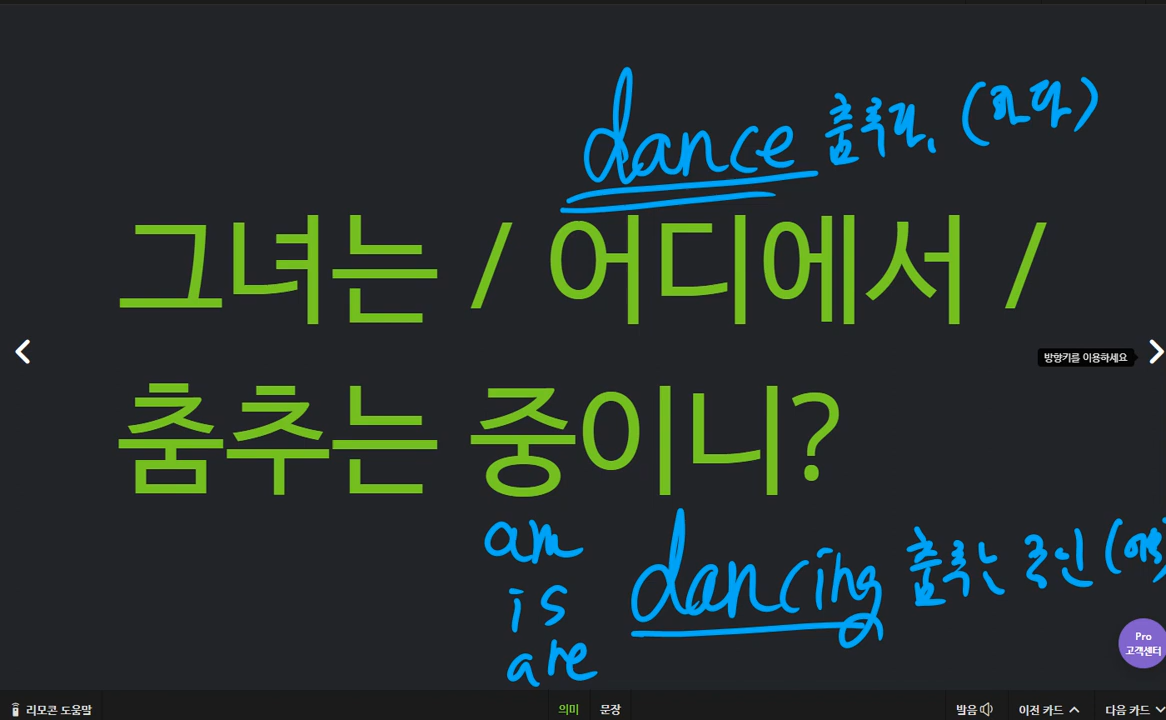 dance 춤추다, (과다)
그녀는 / 어디에서 /
방향키를 이용하세요
춤추는 중이니?
am
is
are
dancing 춤추는
Pro
고객센터
리모콘 도움말
의미
문장
발음
이전 카드
다음 카드